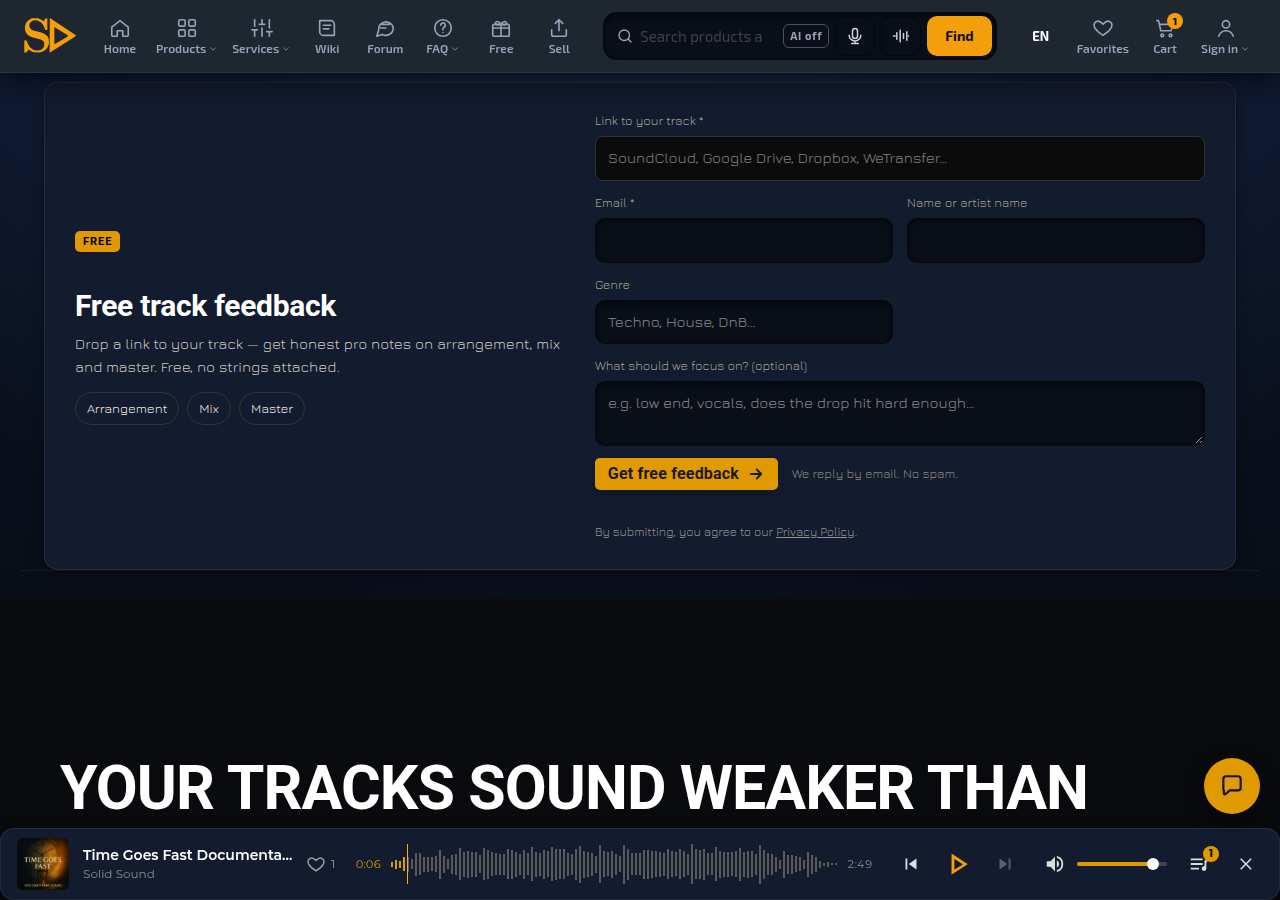 SD
Home
Products
Services
Wiki
Forum
FAQ
Free
Sell
Search products a
AI off
Find
EN
Favorites
1
Cart
Sign in
FREE
Free track feedback
Drop a link to your track — get honest pro notes on arrangement, mix
and master. Free, no strings attached.
Arrangement
Mix
Master
Link to your track *
SoundCloud, Google Drive, Dropbox, WeTransfer...
Email *
Name or artist name
Genre
Techno, House, DnB...
What should we focus on? (optional)
e.g. low end, vocals, does the drop hit hard enough...
Get free feedback →
We reply by email. No spam.
By submitting, you agree to our Privacy Policy.
YOUR TRACKS SOUND WEAKER THAN
TIME GOES
FAST
Time Goes Fast Documenta...
Solid Sound
1
0:06
2:49
1